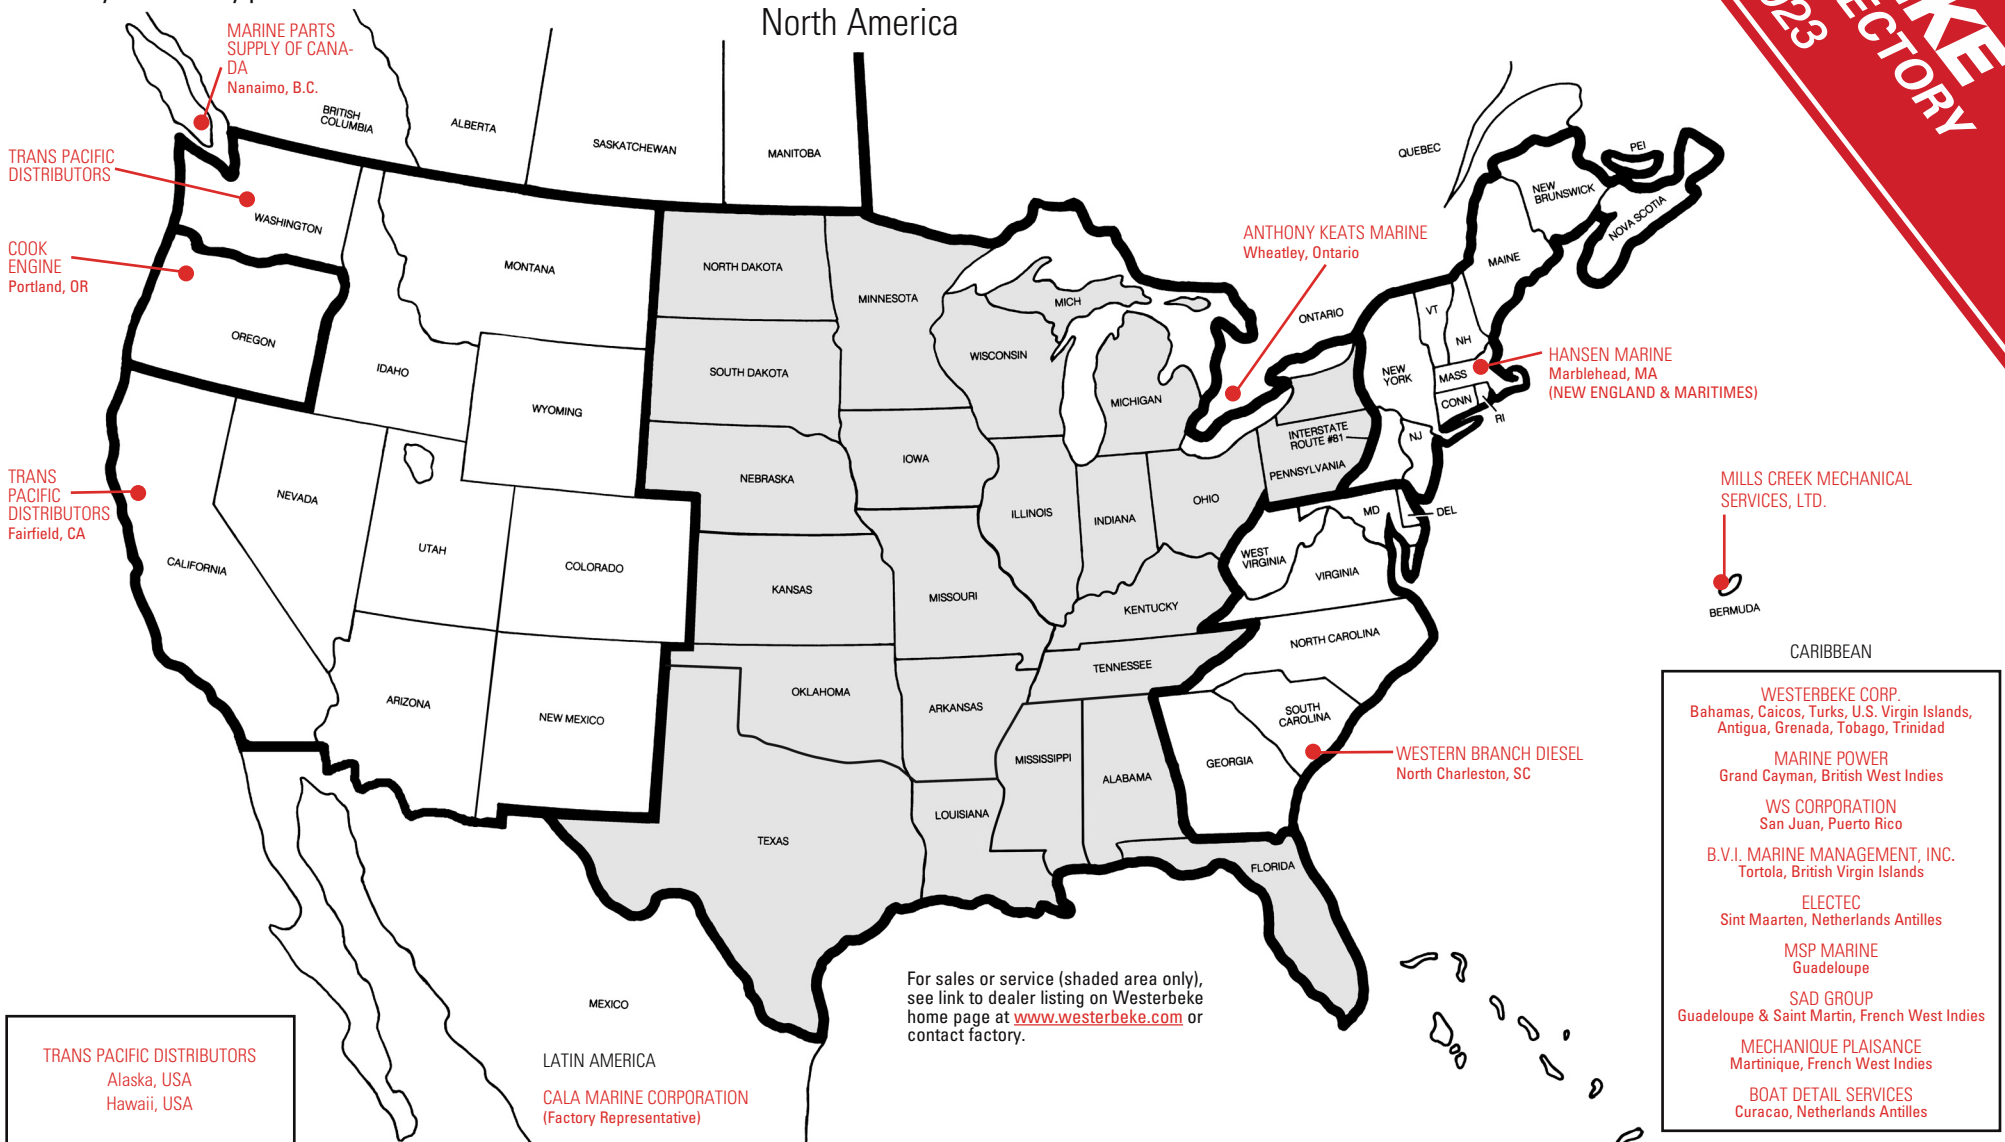 North America
MARINE PARTS
SUPPLY OF CANA-
DA
Nanaimo, B.C.
TRANS PACIFIC
DISTRIBUTORS
COOK
ENGINE
Portland, OR
TRANS
PACIFIC
DISTRIBUTORS
Fairfield, CA
BRITISH
COLUMBIA
ALBERTA
SASKATCHEWAN
MANITOBA
QUEBEC
PEI
NEW
BRUNSWICK
NOVA SCOTIA
WASHINGTON
OREGON
MONTANA
IDAHO
WYOMING
NEVADA
UTAH
COLORADO
CALIFORNIA
ARIZONA
NEW MEXICO
NORTH DAKOTA
SOUTH DAKOTA
NEBRASKA
KANSAS
OKLAHOMA
TEXAS
MINNESOTA
IOWA
MISSOURI
ARKANSAS
LOUISIANA
WISCONSIN
MICH
MICHIGAN
ILLINOIS
INDIANA
OHIO
KENTUCKY
TENNESSEE
MISSISSIPPI
ALABAMA
GEORGIA
FLORIDA
SOUTH
CAROLINA
NORTH CAROLINA
VIRGINIA
WEST
VIRGINIA
MD
DEL
PENNSYLVANIA
INTERSTATE
ROUTE #81
NJ
NEW
YORK
CONN
RI
MASS
VT
NH
MAINE
ONTARIO
ANTHONY KEATS MARINE
Wheatley, Ontario
HANSEN MARINE
Marblehead, MA
(NEW ENGLAND & MARITIMES)
MILLS CREEK MECHANICAL
SERVICES, LTD.
BERMUDA
WESTERN BRANCH DIESEL
North Charleston, SC
For sales or service (shaded area only),
see link to dealer listing on Westerbeke
home page at www.westerbeke.com or
contact factory.
MEXICO
LATIN AMERICA
CALA MARINE CORPORATION
(Factory Representative)
TRANS PACIFIC DISTRIBUTORS
Alaska, USA
Hawaii, USA
CARIBBEAN
WESTERBEKE CORP.
Bahamas, Caicos, Turks, U.S. Virgin Islands,
Antigua, Grenada, Tobago, Trinidad
MARINE POWER
Grand Cayman, British West Indies
WS CORPORATION
San Juan, Puerto Rico
B.V.I. MARINE MANAGEMENT, INC.
Tortola, British Virgin Islands
ELECTEC
Sint Maarten, Netherlands Antilles
MSP MARINE
Guadeloupe
SAD GROUP
Guadeloupe & Saint Martin, French West Indies
MECHANIQUE PLAISANCE
Martinique, French West Indies
BOAT DETAIL SERVICES
Curacao, Netherlands Antilles